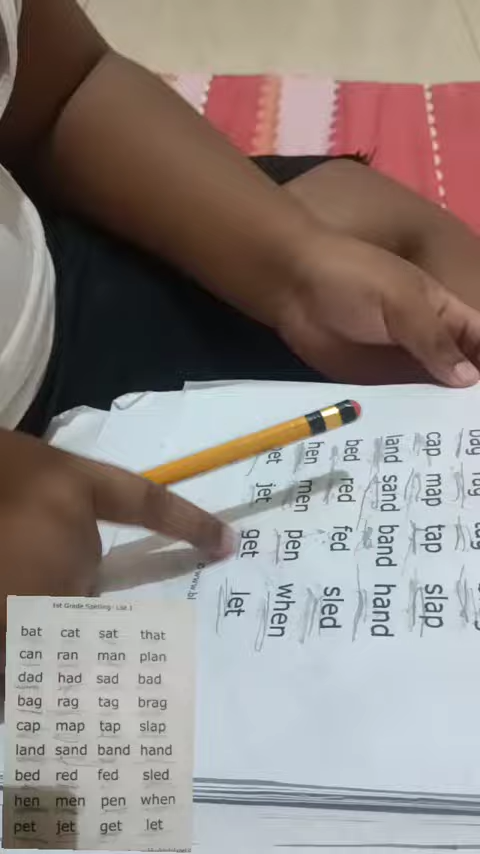 bag rag
cap map tap slap
land sand band hand
bed red fed sled
hen men pen when
jet get let
1st Grade Spelling - List 1
bat cat sat that
can ran man plan
dad had sad bad
bag rag tag brag
cap map tap slap
land sand band hand
bed red fed sled
hen men pen when
pet jet get let